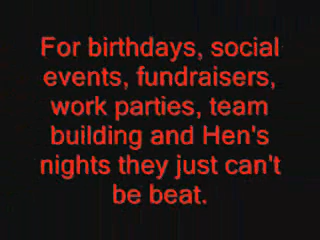 For birthdays, social
events, fundraisers,
work parties, team
building and Hen's
nights they just can't
be beat.